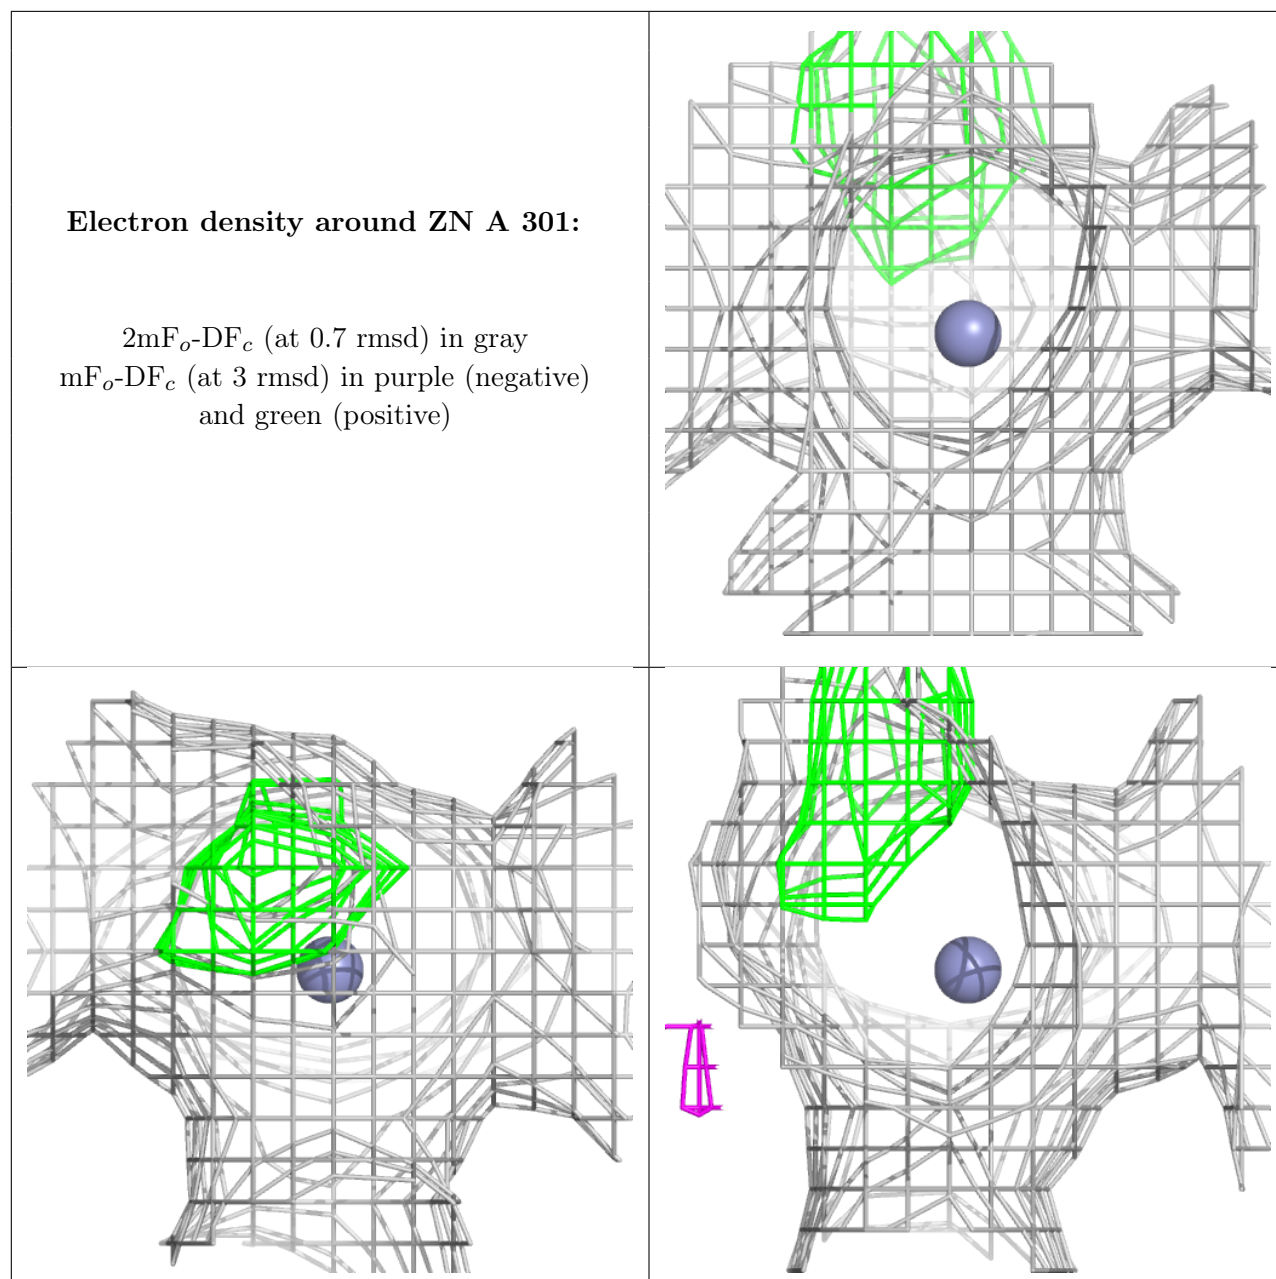 Electron density around ZN A 301:
2mFo-DFc (at 0.7 rmsd) in gray
mFo-DFc (at 3 rmsd) in purple (negative)
and green (positive)